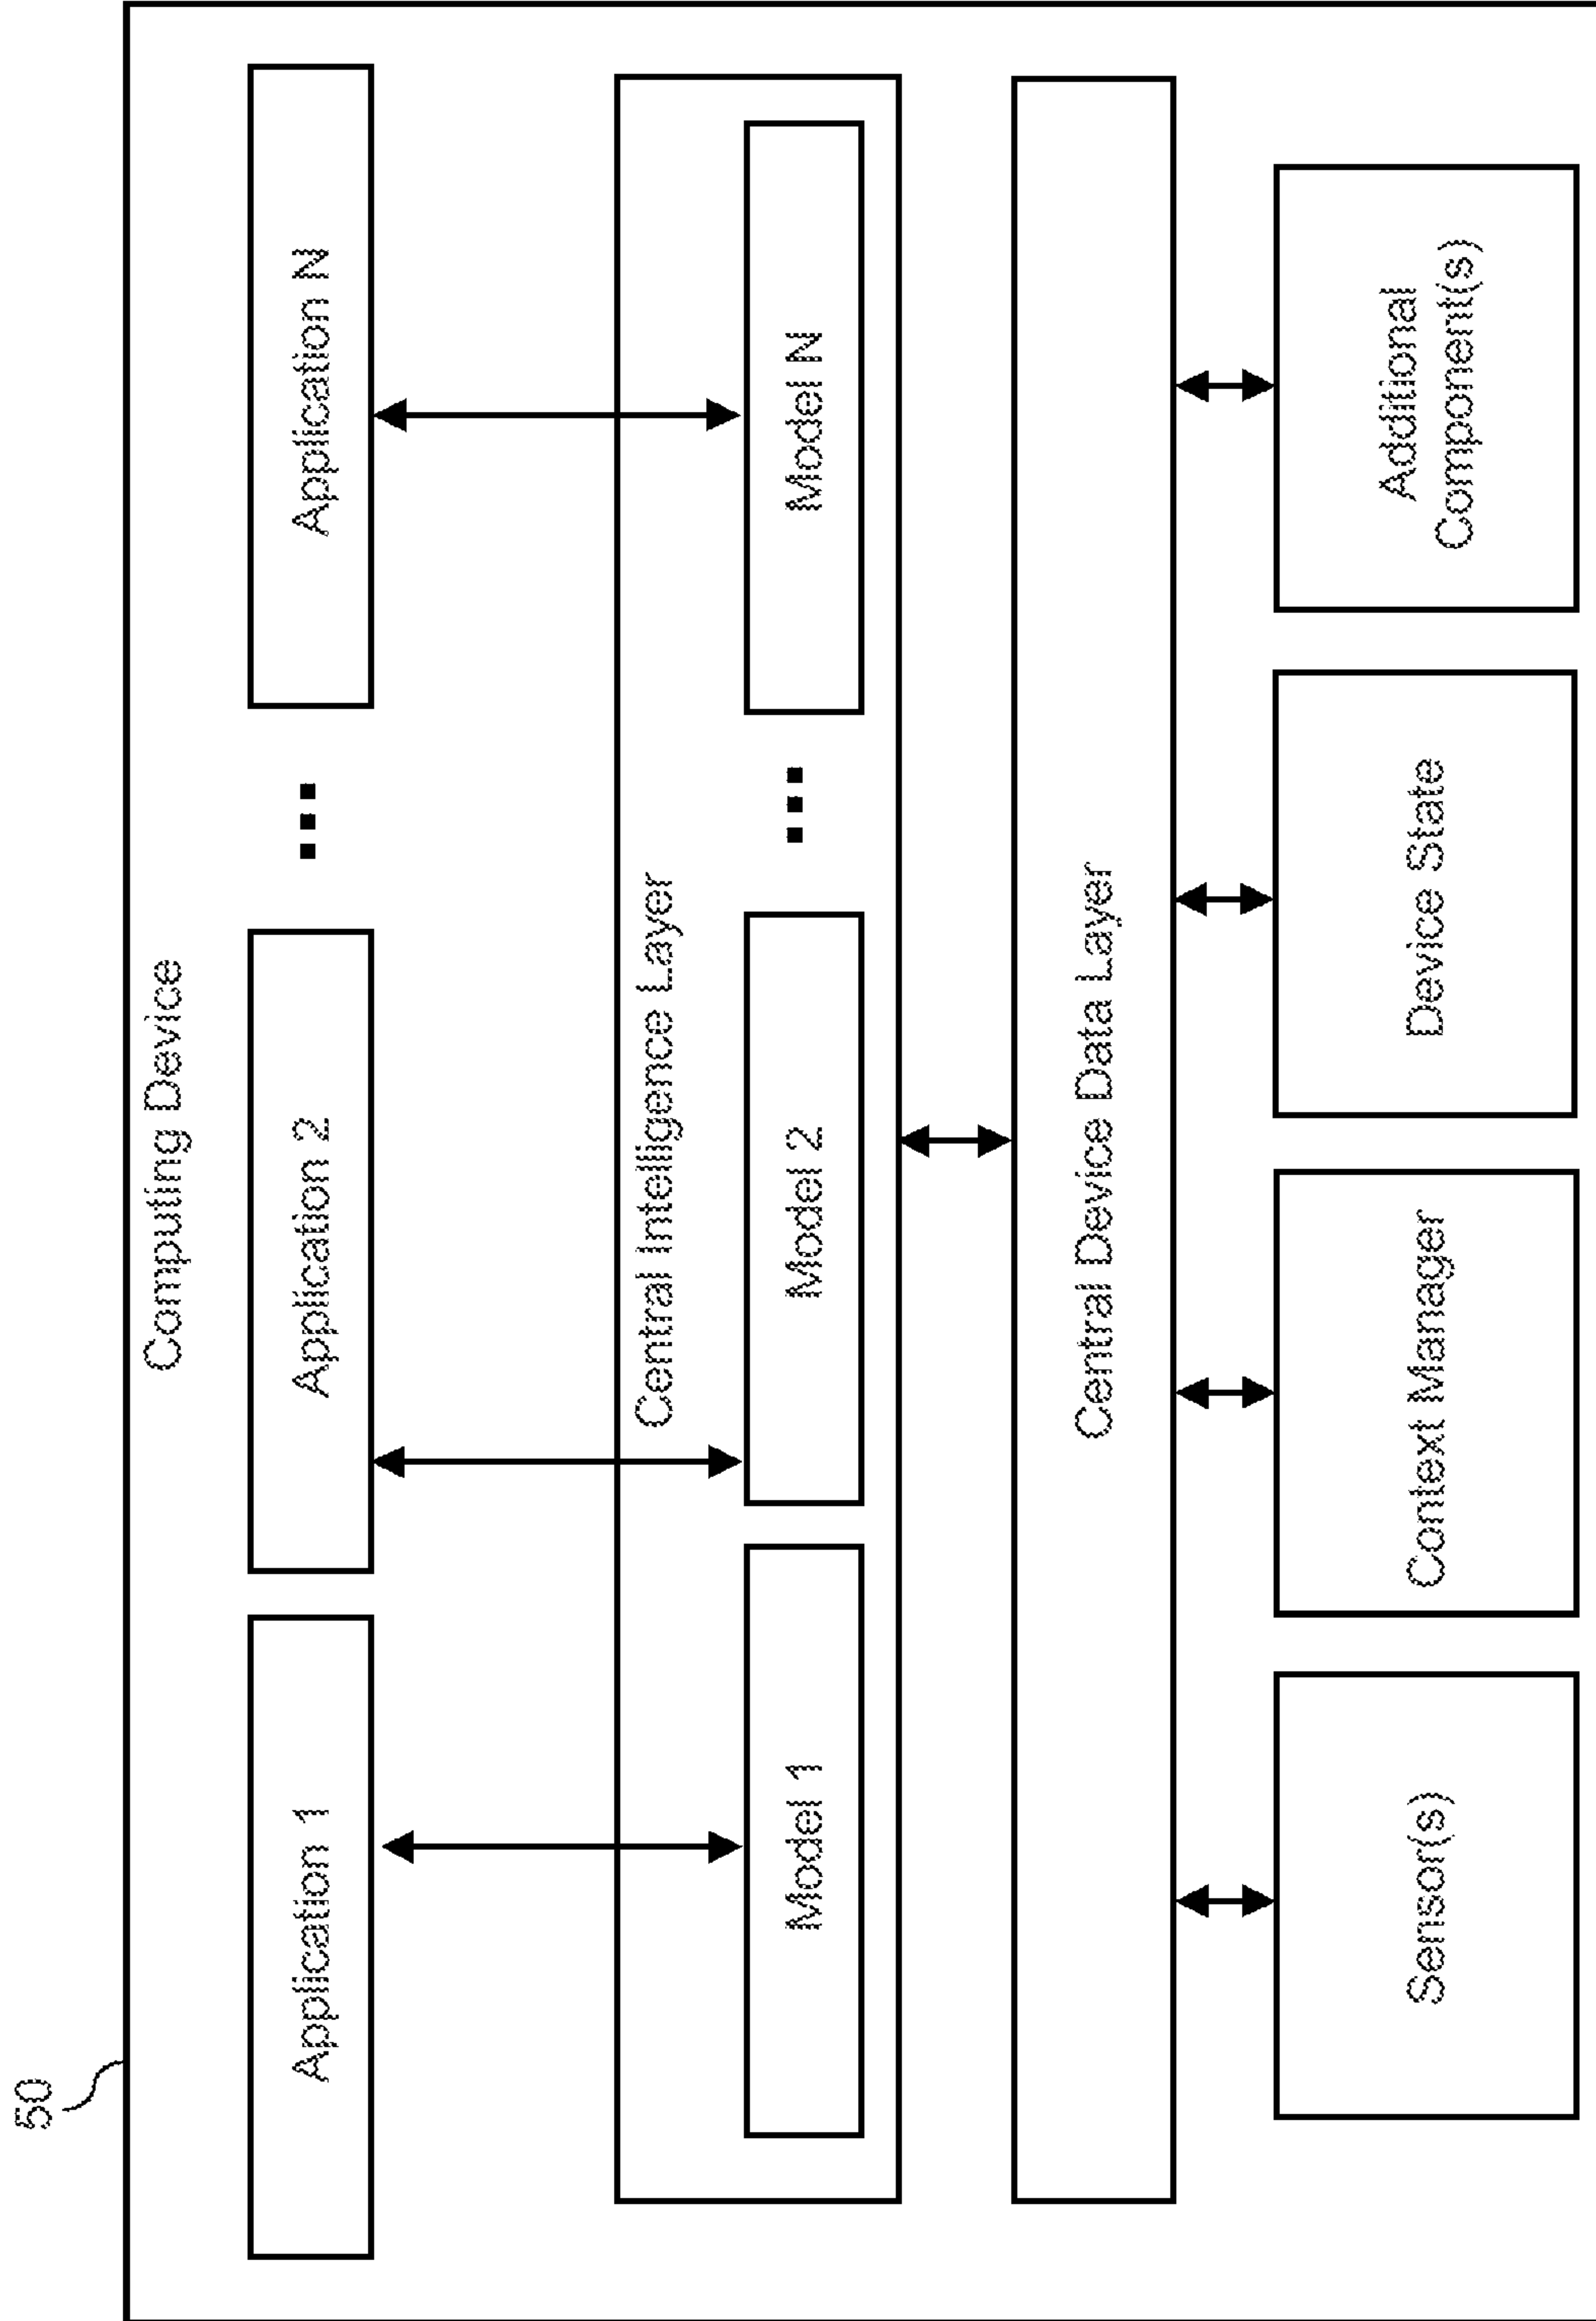 50
Computing Device
Application 1
Application 2
Application N
Central Intelligence Layer
Model 1
Model 2
Model N
Central Device Data Layer
Sensor(s)
Context Manager
Device State
Additional
Component(s)